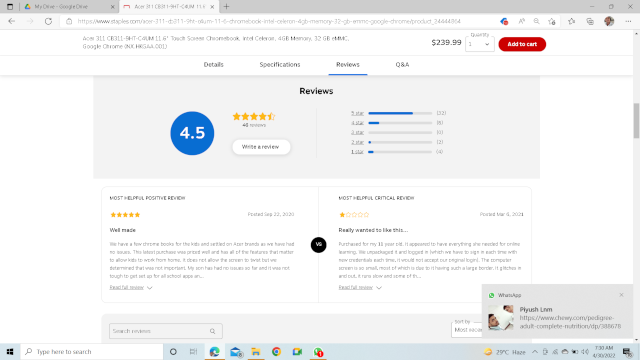 My Drive - Google Drive
Acer 311 CB311-9HT-C4UM 11.6"
https://www.staples.com/acer-311-cb311-9ht-c4um-11-6-chromebook-intel-celeron-4gb-memory-32-gb-emmc-google-chrome/product_24444864
Acer 311 CB311-9HT-C4UM 11.6" Touch Screen Chromebook, Intel Celeron, 4GB Memory, 32 GB eMMC,
Google Chrome (NX.HKGAA.001)
$239.99
Quantity
1
Add to cart
Details
Specifications
Reviews
Q&A
Reviews
4.5
reviews
Write a review
5 star
4 star
3 star
2 star
1 star
MOST HELPFUL POSITIVE REVIEW
Posted Sep 22, 2020
Well made
We have a few chrome books for the kids and settled on Acer brands as we have had
no issues. This latest purchase was priced well and has all of the features that matter
to allow kids to work from home. It does not allow the screen to twist (so) we
determined that was not important. My son has had no issues so far and it was not
tough to get set up for all school apps an...
Read full review
VS
MOST HELPFUL CRITICAL REVIEW
Posted Mar 8, 2021
Really wanted to like this...
Purchased for my 11 year old, it appeared to have everything she needed for online
learning. We unpackaged it and logged in (which we have to sign in each time with
new credentials each time, it would not accept our original login). The computer
screen is so small, most of which is due to it having such a large border, it glitches in
and out, it runs slow and some of th...
Read full review
Search reviews
Sort by
WhatsApp
Piyush Lnm
https://www.chewy.com/pedigree-
adult-complete-nutrition/dp/388678
Type here to search
29°C Haze
7:30 AM
4/30/2022